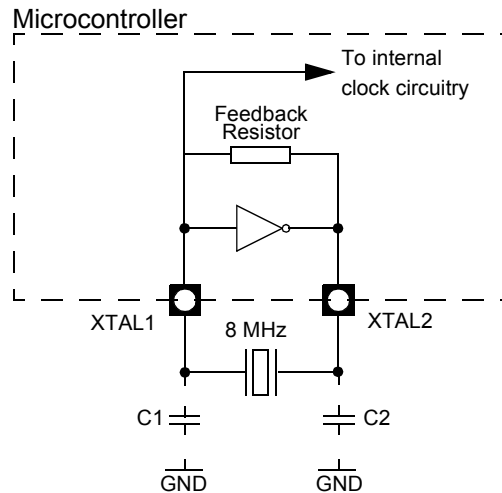 Microcontroller
To internal
clock circuitry
Feedback
Resistor
XTAL1
XTAL2
8 MHz
C1
C2
GND
GND